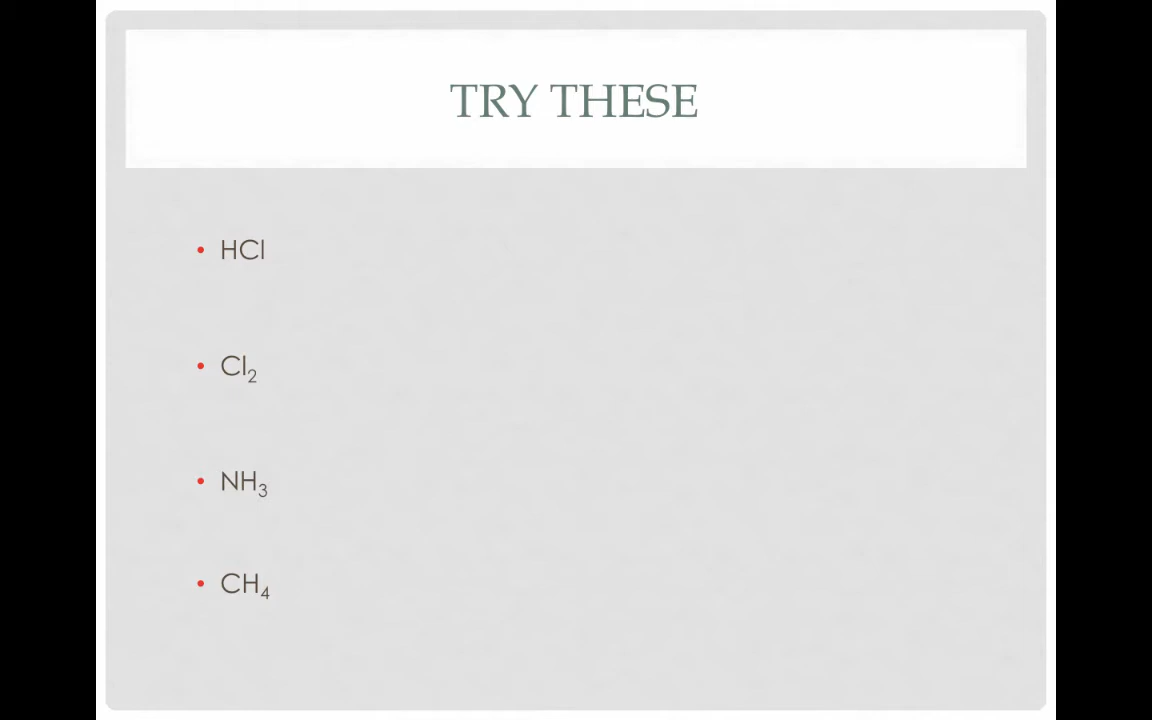 TRY THESE
• HCl
• Cl₂
• NH₃
• CH₄